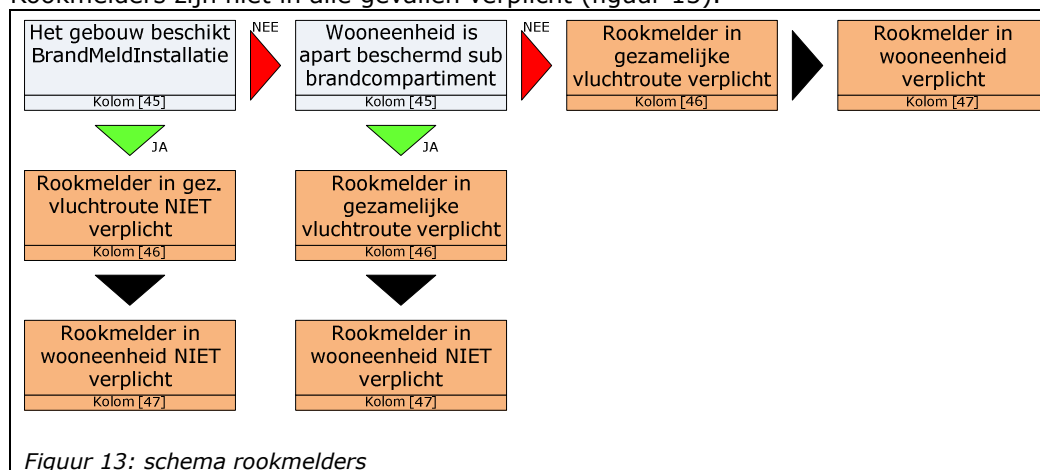 Rookmelders zijn niet in alle gevallen verplicht (figuur 13).
Het gebouw beschikt
BrandMeldInstallatie
Kolom [45]
NEE
Wooneenheid is
apart beschermd sub
brandcompartiment
Kolom [45]
NEE
Rookmelder in
gezamelijke
vluchtroute verplicht
Kolom [46]
Rookmelder in
wooneenheid
verplicht
Kolom [47]
JA
JA
Rookmelder in gez.
vluchtroute NIET
verplicht
Kolom [46]
Rookmelder in
gezamelijke
vluchtroute verplicht
Kolom [46]
Rookmelder in
wooneenheid NIET
verplicht
Kolom [47]
Rookmelder in
wooneenheid NIET
verplicht
Kolom [47]
Figuur 13: schema rookmelders